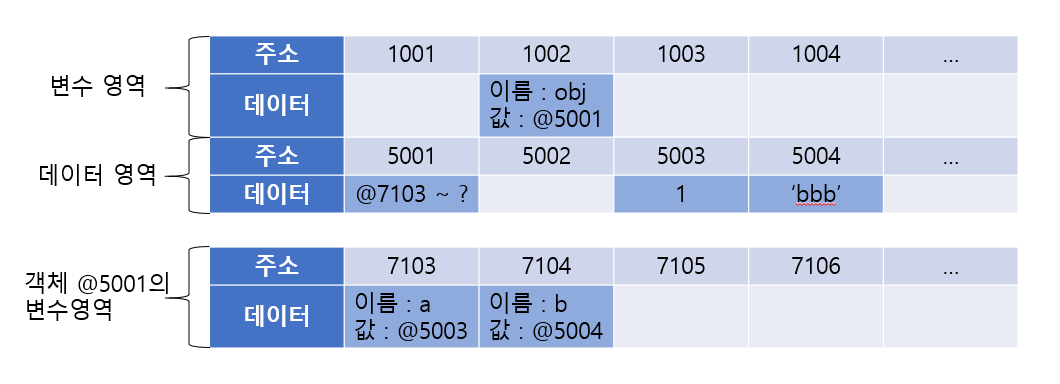 변수 영역
주소 1001 1002 1003 1004 ...
데이터
이름 : obj
값 : @5001
데이터 영역
주소 5001 5002 5003 5004 ...
데이터 @7103 ~ ? 1 ‘bbb’
객체 @5001의
변수영역
주소 7103 7104 7105 7106 ...
데이터
이름 : a
값 : @5003
이름 : b
값 : @5004